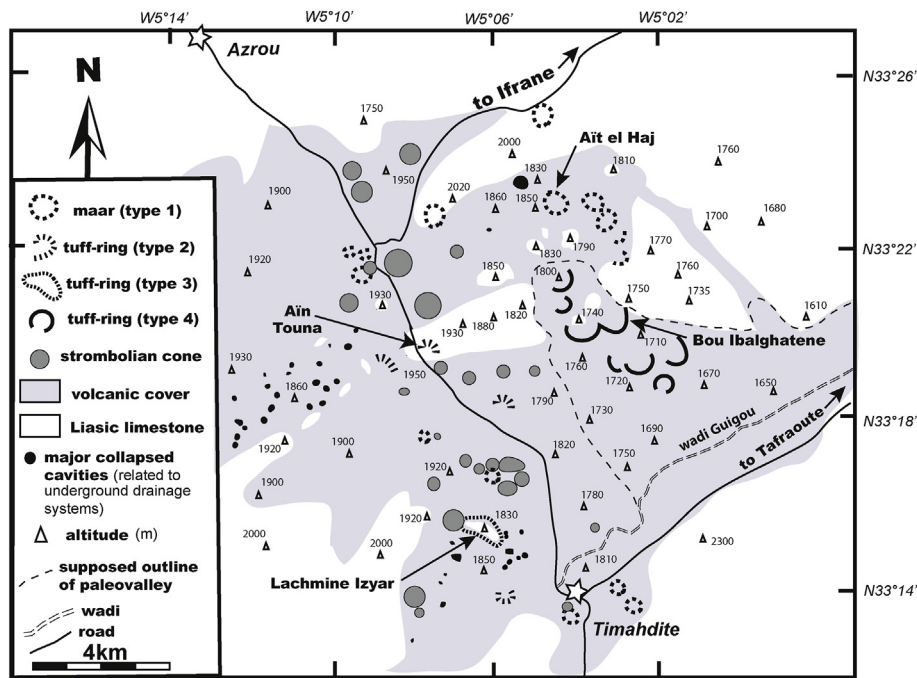 W5°14' W5°10' W5°06' W5°02'
Azrou
N
to Ifrane
N33°26'
1750
2000
Aït el Haj
1830
1810
1760
1950
1900
2020
1860
1850
1700
1680
1790
1830
1770
N33°22'
1920
1850
1800
1760
1930
1750
1735
1820
1740
1610
Aïn
Touna
1930
1880
1710
Bou Ibalghatene
1930
1950
1760
1860
1720
1670
1650
1790
1730
wadi Guigou
N33°18'
1920
1900
1820
1690
to Tafraoute
1920
1750
1900
1780
1920
1830
2000
2000
2300
1850
1810
Lachmine Izyar
N33°14'
Timahdite
maar (type 1)
tuff-ring (type 2)
tuff-ring (type 3)
tuff-ring (type 4)
strombolian cone
volcanic cover
Liasic limestone
major collapsed
cavities (related to
underground drainage
systems)
altitude (m)
supposed outline
of paleovalley
wadi
road
4km